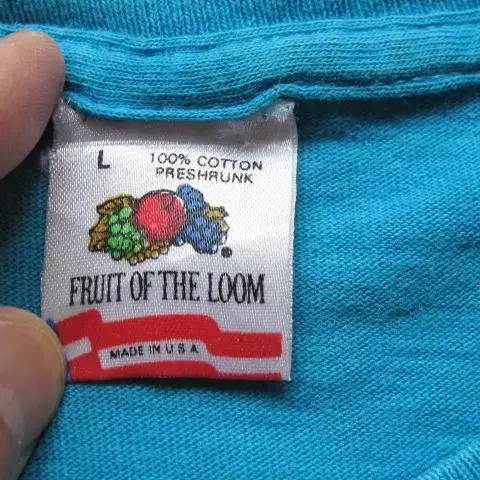 L
100% COTTON
PRESHRUNK
FRUIT OF THE LOOM
MADE IN U S A